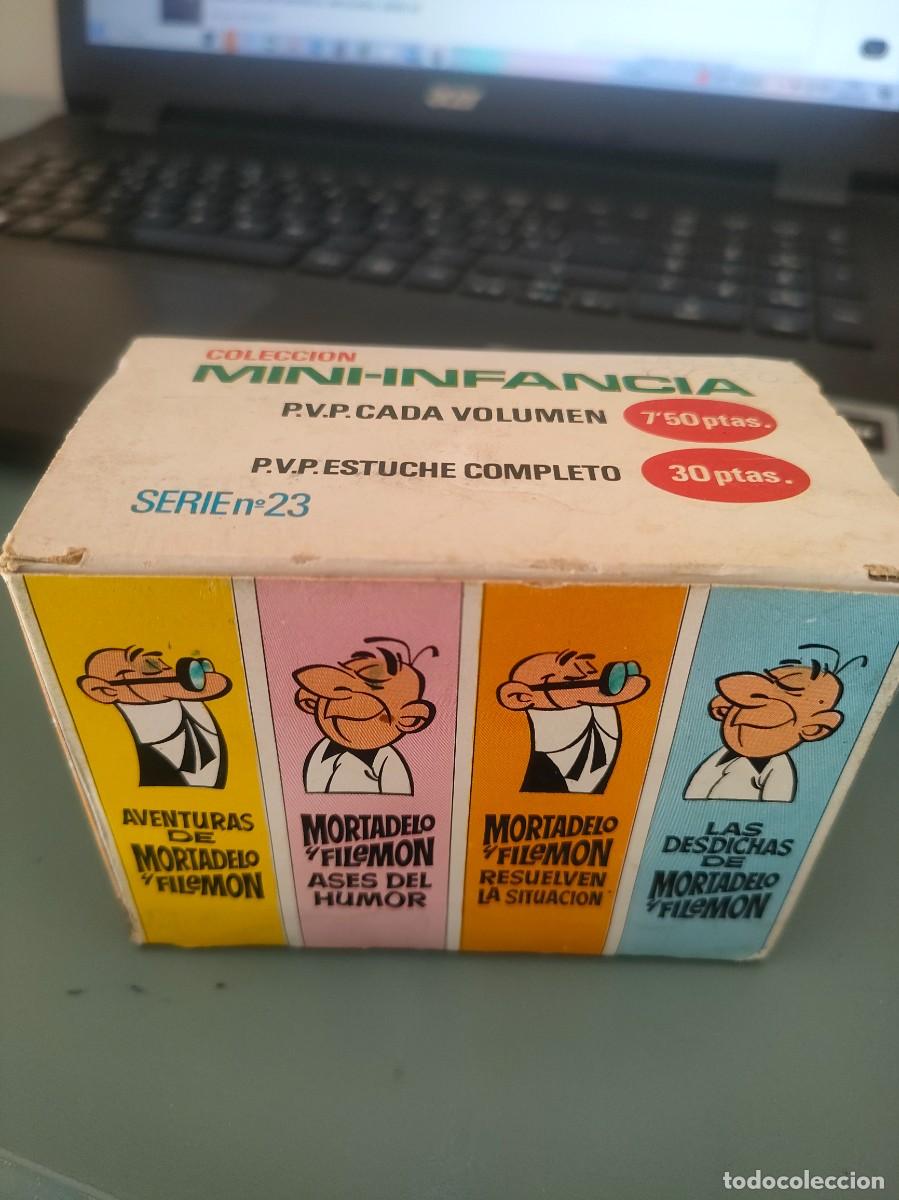 acer
COLECCION
MINI-INFANCIA
P.V.P. CADA VOLUMEN 7'50 ptas.
P.V.P. ESTUCHE COMPLETO 30 ptas.
SERIE nº 23
AVENTURAS
DE
MORTADELO
Y FILEMON
MORTADELO
Y FILEMON
ASES DEL
HUMOR
MORTADELO
Y FILEMON
RESUELVEN
LA SITUACION
LAS
DESDICHAS
DE
MORTADELO
Y FILEMON
todocoleccion